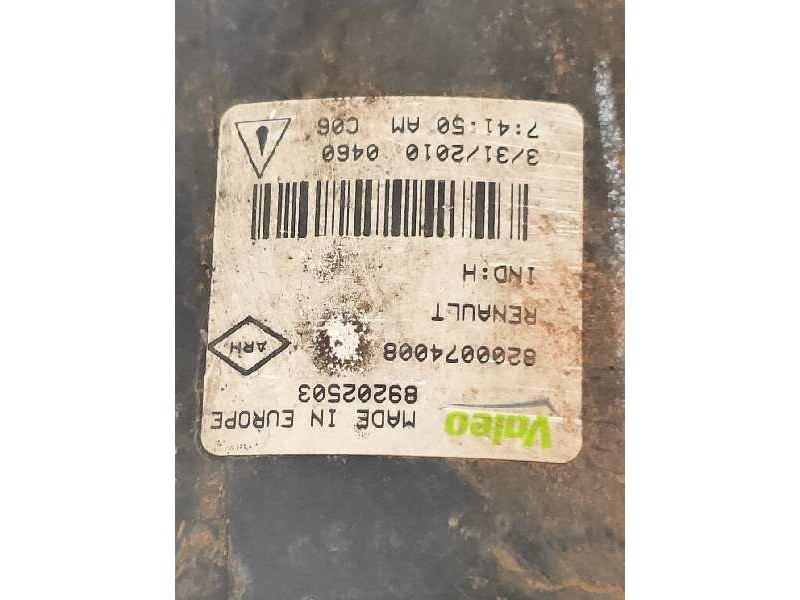 Valeo MADE IN EUROPE
89202503
8200074008 ARH
RENAULT
IND:H
3/31/2010 0460
7:41:50 AM C06